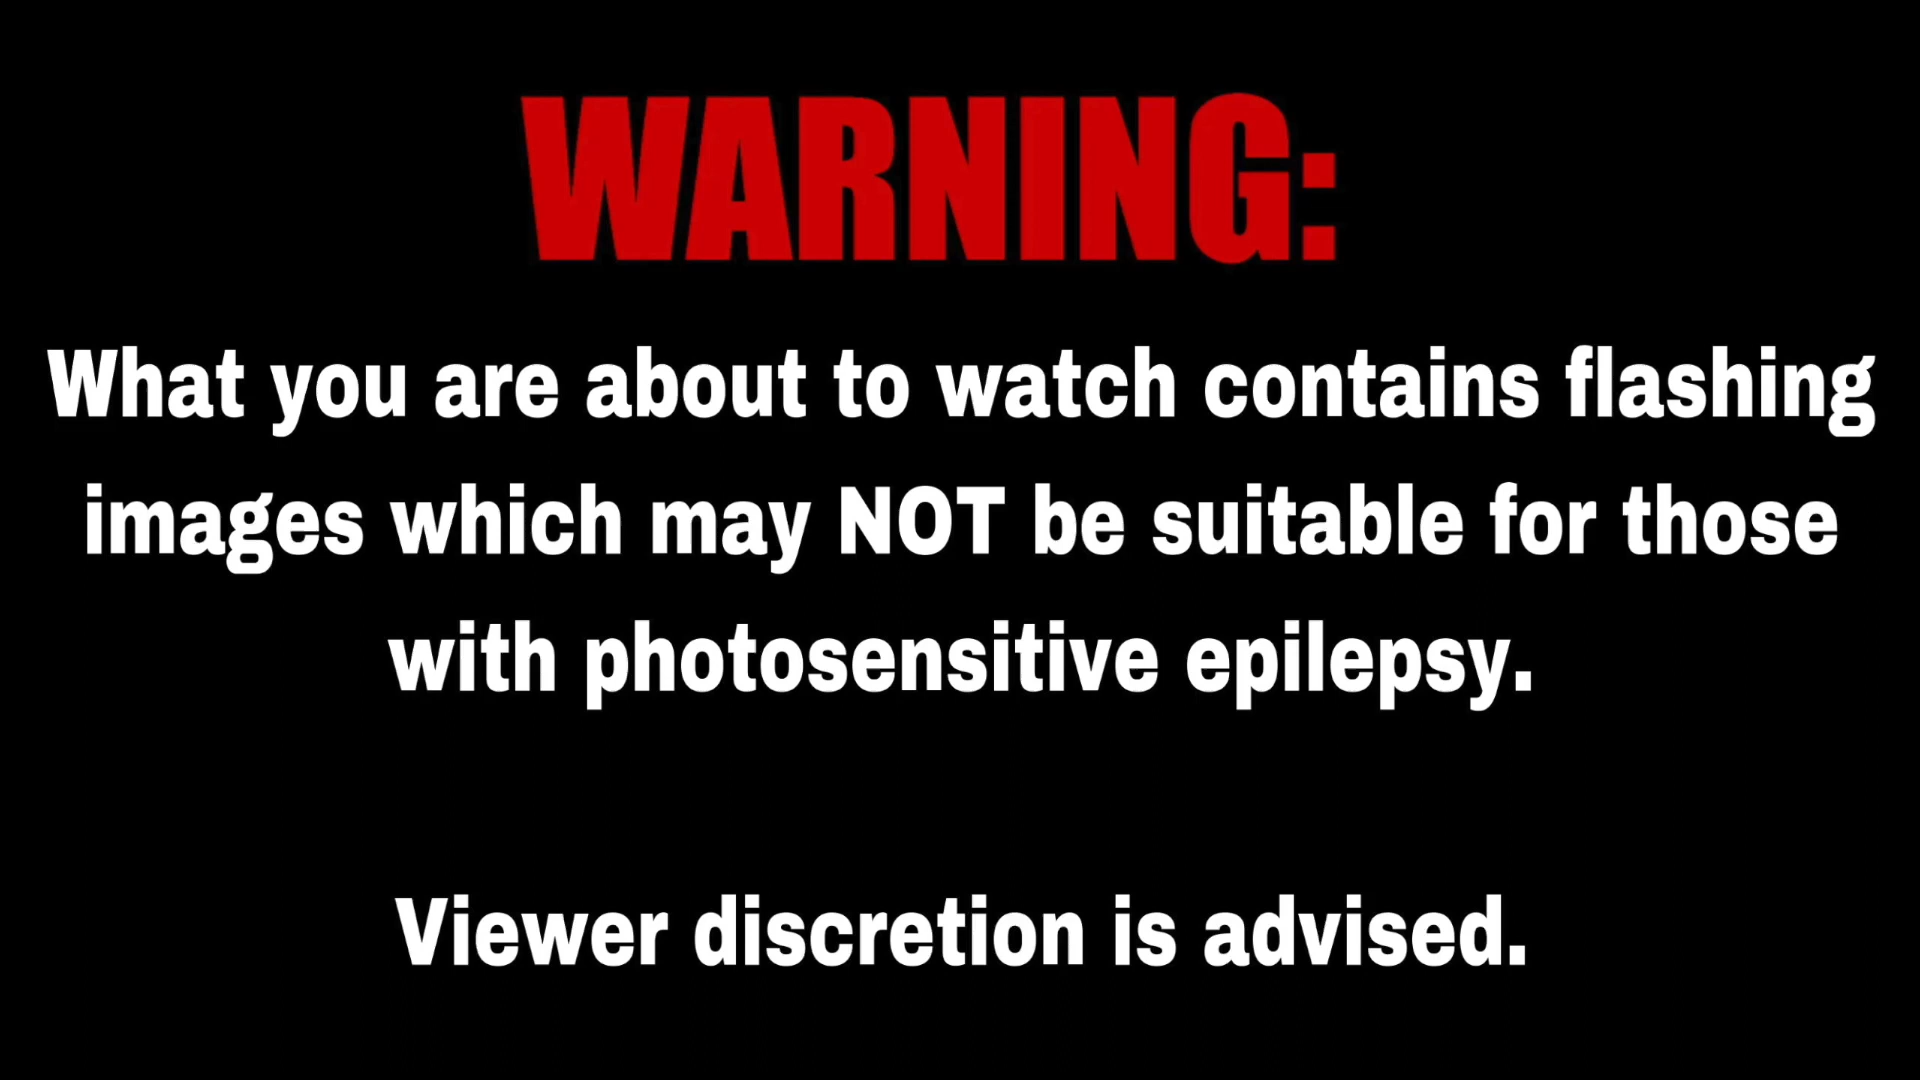 WARNING:
What you are about to watch contains flashing
images which may NOT be suitable for those
with photosensitive epilepsy.
Viewer discretion is advised.